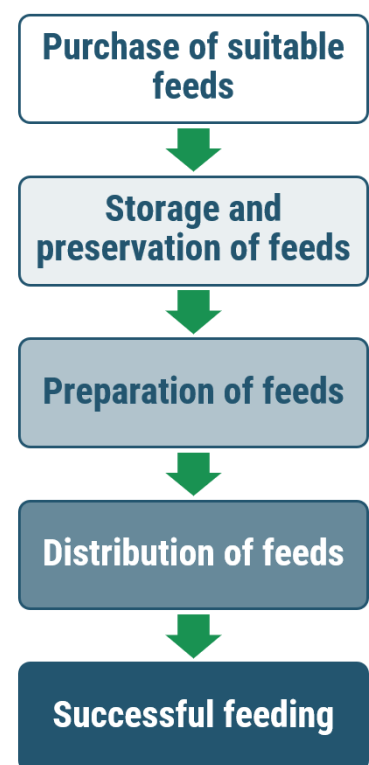 Purchase of suitable
feeds
Storage and
preservation of feeds
Preparation of feeds
Distribution of feeds
Successful feeding